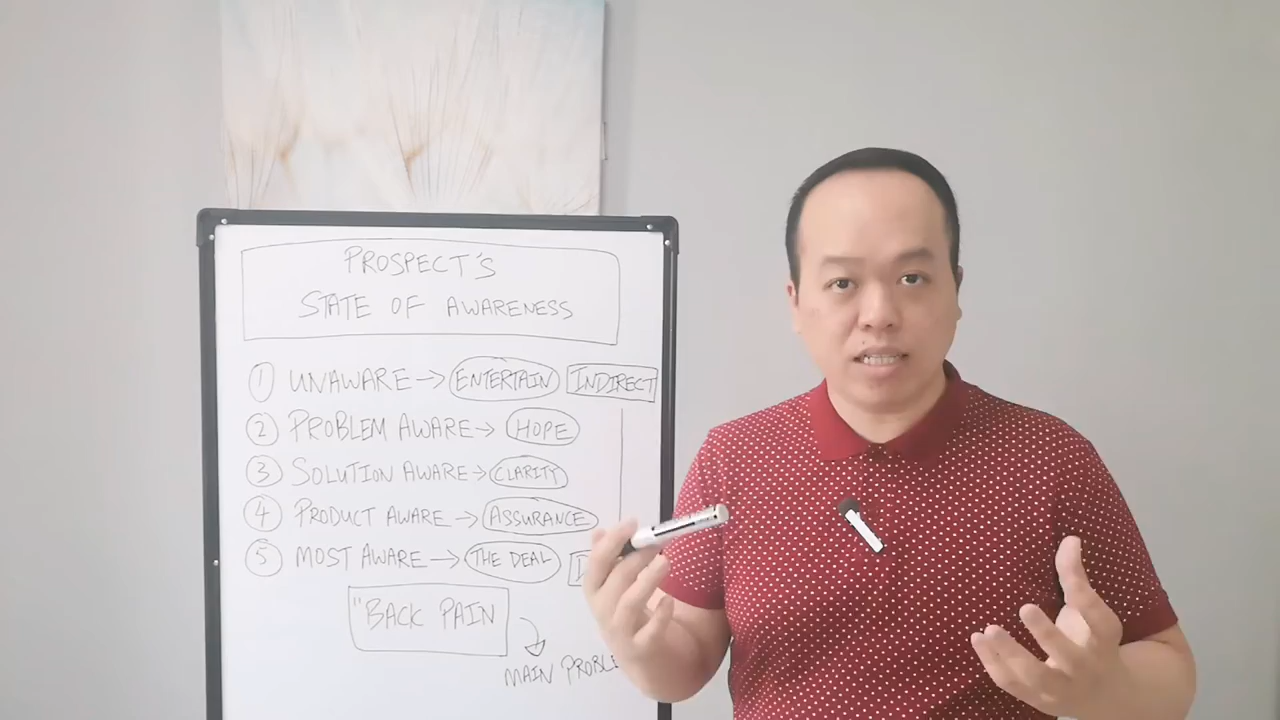 PROSPECT'S
STATE OF AWARENESS
1 UNAWARE → ENTERTAIN INDIRECT
2 PROBLEM AWARE → HOPE
3 SOLUTION AWARE → CLARITY
4 PRODUCT AWARE → ASSURANCE
5 MOST AWARE → THE DEAL
"BACK PAIN
MAIN